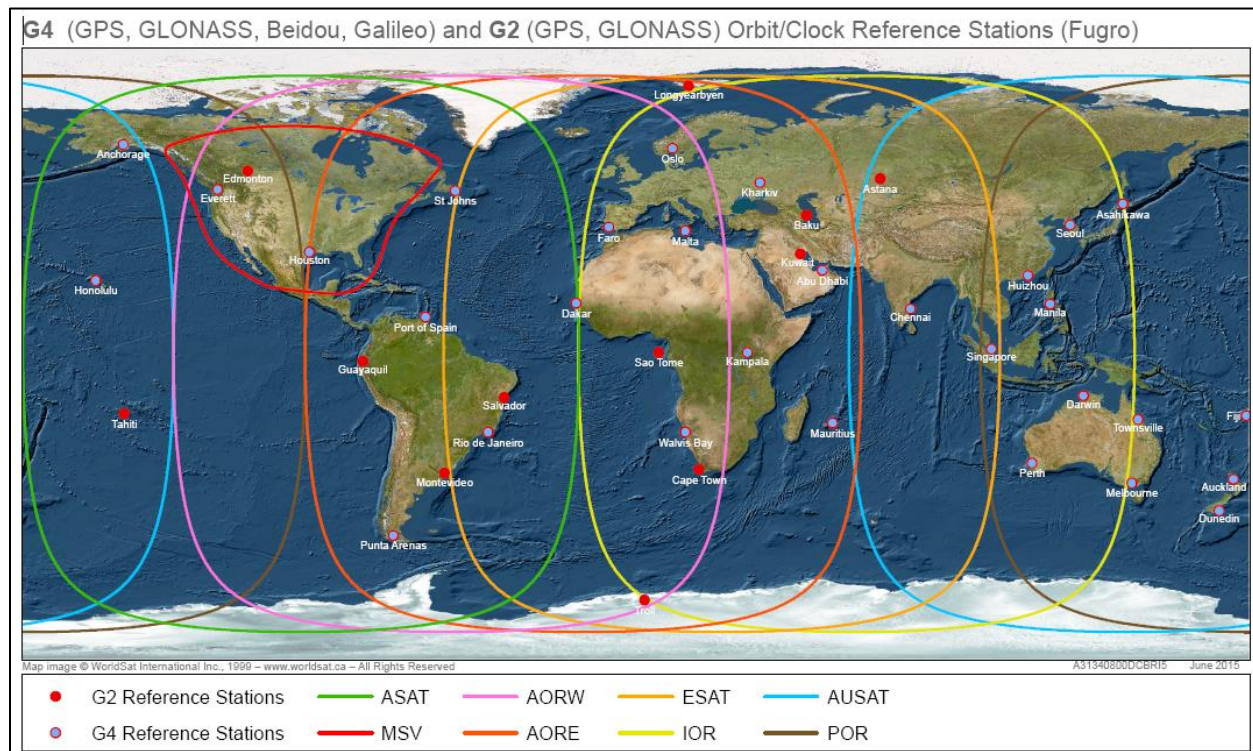 G4 (GPS, GLONASS, Beidou, Galileo) and G2 (GPS, GLONASS) Orbit/Clock Reference Stations (Fugro)
Longyearbyen
Anchorage
Oslo
Edmonton
Astana
Everett
St Johns
Kharkiv
Asahikawa
Baku
Faro
Malta
Seoul
Houston
Kuwad
Abu Dhabi
Honolulu
Huizhou
Dakar
Chennai
Manila
Port of Spain
Singapore
Guayaquil
Sao Tome
Kampala
Salvador
Darwin
Tahiti
Fiji
Rio de Janeiro
Walvis Bay
Mauritius
Townsville
Montevideo
Cape Town
Perth
Melbourne
Auckland
Dunedin
Punta Arenas
Troll
Map image © WorldSat International Inc., 1999 – www.worldsat.ca – All Rights Reserved
A31340800DCBRI5 June 2015
G2 Reference Stations ASAT AORW ESAT AUSAT
G4 Reference Stations MSV AORE IOR POR